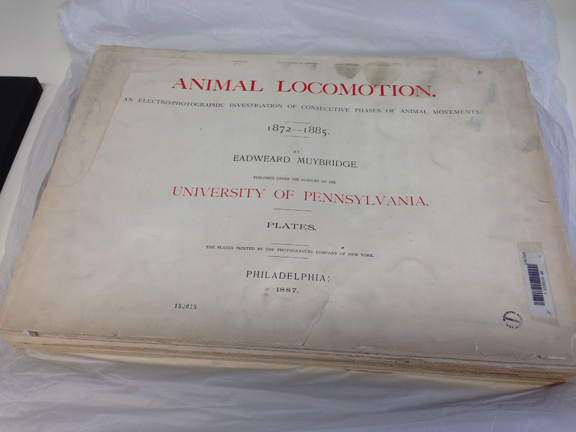 ANIMAL LOCOMOTION.
AN ELECTRO-PHOTOGRAPHIC INVESTIGATION OF CONSECUTIVE PHASES OF ANIMAL MOVEMENTS.
1872—1885.
BY
EADWEARD MUYBRIDGE.
PUBLISHED UNDER THE AUSPICES OF THE
UNIVERSITY OF PENNSYLVANIA.
PLATES.
THE PLATES PRINTED BY THE PHOTOGRAVURE COMPANY OF NEW YORK.
PHILADELPHIA:
1887.